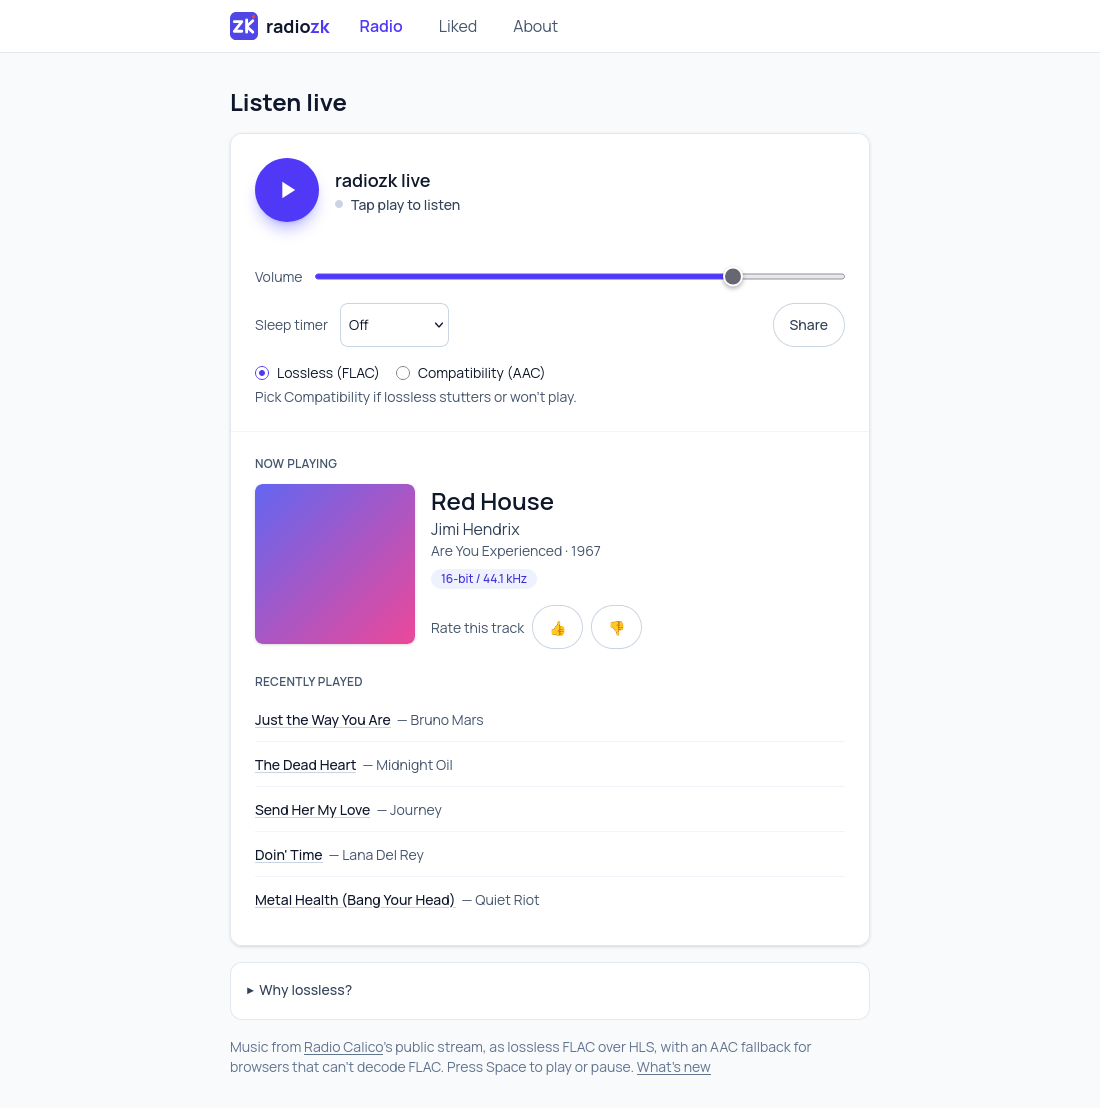 ZK radiozk Radio Liked About
Listen live
radiozk live
Tap play to listen
Volume
Sleep timer Off Share
Lossless (FLAC) Compatibility (AAC)
Pick Compatibility if lossless stutters or won't play.
NOW PLAYING
Red House
Jimi Hendrix
Are You Experienced · 1967
16-bit / 44.1 kHz
Rate this track 👍 👎
RECENTLY PLAYED
Just the Way You Are — Bruno Mars
The Dead Heart — Midnight Oil
Send Her My Love — Journey
Doin' Time — Lana Del Rey
Metal Health (Bang Your Head) — Quiet Riot
▸ Why lossless?
Music from Radio Calico's public stream, as lossless FLAC over HLS, with an AAC fallback for
browsers that can't decode FLAC. Press Space to play or pause. What's new